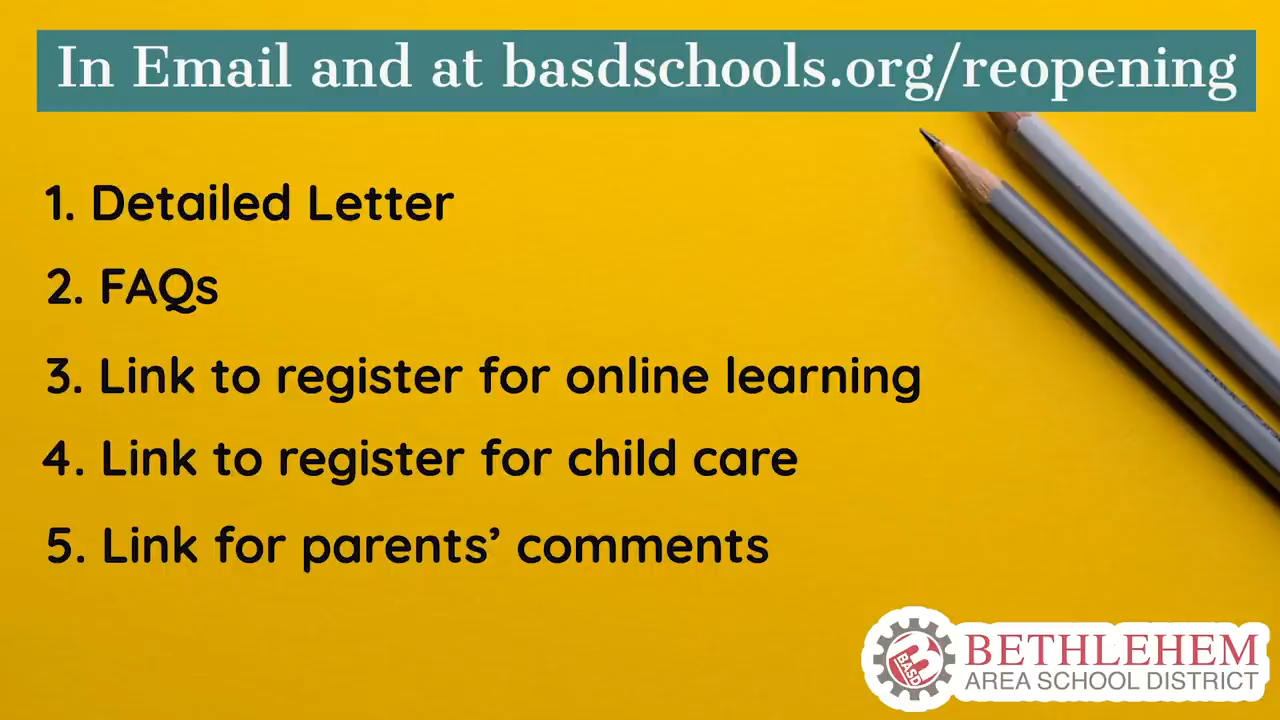 In Email and at basdschools.org/reopening
1. Detailed Letter
2. FAQs
3. Link to register for online learning
4. Link to register for child care
5. Link for parents’ comments
BASD
BETHLEHEM
AREA SCHOOL DISTRICT